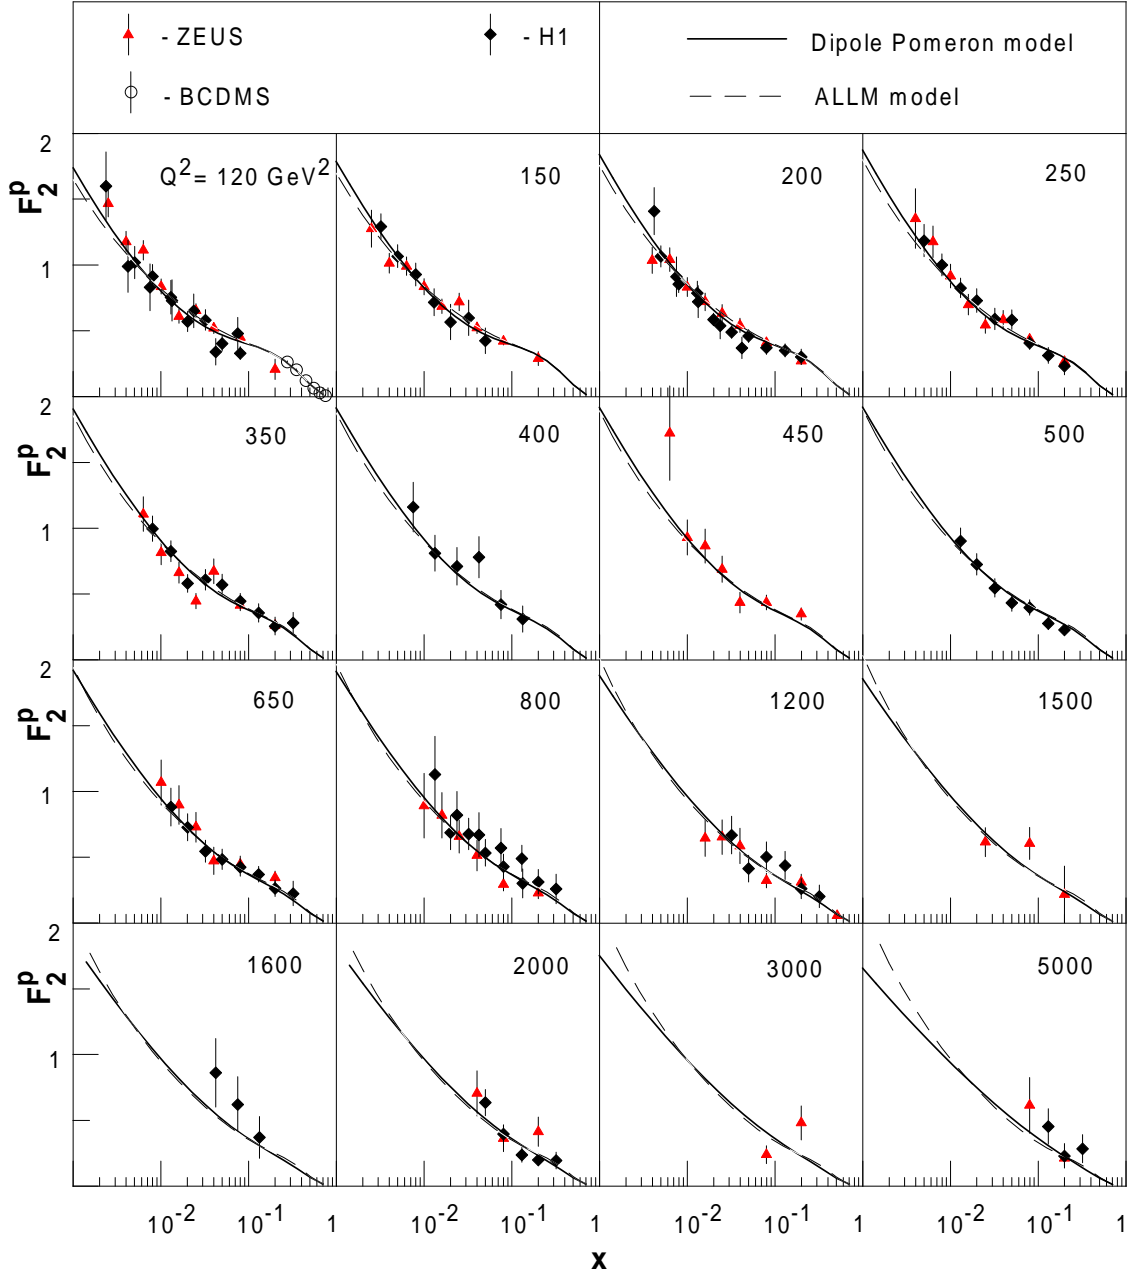 - ZEUS - H1 Dipole Pomeron model
- BCDMS ALLM model
2
F₂ᵖ
1
Q² = 120 GeV²
150
200
250
2
F₂ᵖ
1
350
400
450
500
2
F₂ᵖ
1
650
800
1200
1500
2
F₂ᵖ
1
1600
2000
3000
5000
10⁻² 10⁻¹ 1 10⁻² 10⁻¹ 1 10⁻² 10⁻¹ 1 10⁻² 10⁻¹ 1
x